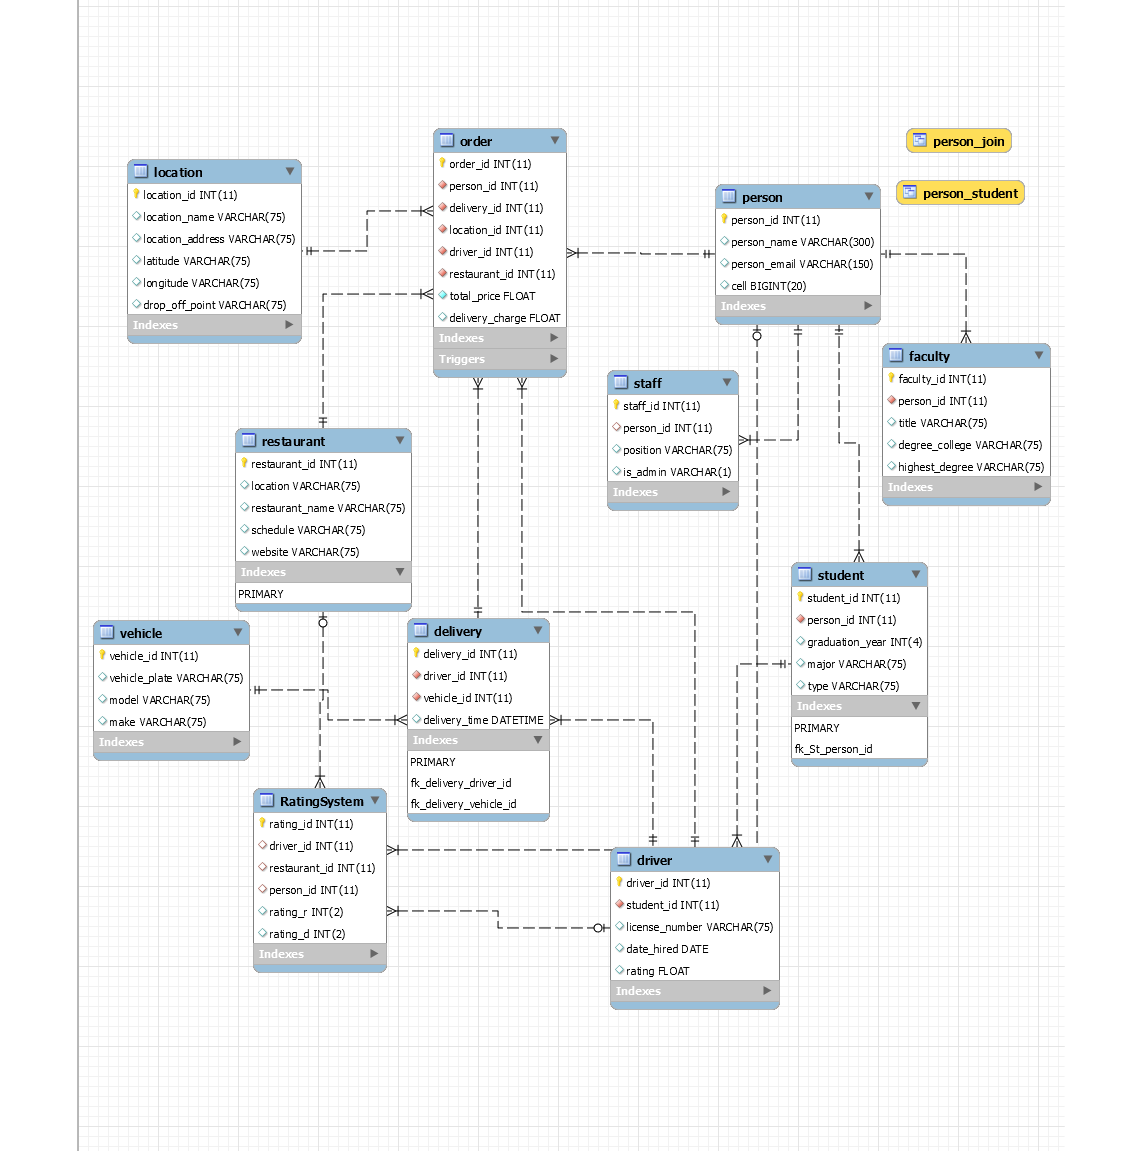 location
location_id INT(11)
location_name VARCHAR(75)
location_address VARCHAR(75)
latitude VARCHAR(75)
longitude VARCHAR(75)
drop_off_point VARCHAR(75)
Indexes
order
order_id INT(11)
person_id INT(11)
delivery_id INT(11)
location_id INT(11)
driver_id INT(11)
restaurant_id INT(11)
total_price FLOAT
delivery_charge FLOAT
Indexes
Triggers
person_join
person_student
person
person_id INT(11)
person_name VARCHAR(300)
person_email VARCHAR(150)
cell BIGINT(20)
Indexes
faculty
faculty_id INT(11)
person_id INT(11)
title VARCHAR(75)
degree_college VARCHAR(75)
highest_degree VARCHAR(75)
Indexes
staff
staff_id INT(11)
person_id INT(11)
position VARCHAR(75)
is_admin VARCHAR(1)
Indexes
restaurant
restaurant_id INT(11)
location VARCHAR(75)
restaurant_name VARCHAR(75)
schedule VARCHAR(75)
website VARCHAR(75)
Indexes
PRIMARY
student
student_id INT(11)
person_id INT(11)
graduation_year INT(4)
major VARCHAR(75)
type VARCHAR(75)
Indexes
PRIMARY
fk_St_person_id
vehicle
vehicle_id INT(11)
vehicle_plate VARCHAR(75)
model VARCHAR(75)
make VARCHAR(75)
Indexes
delivery
delivery_id INT(11)
driver_id INT(11)
vehicle_id INT(11)
delivery_time DATETIME
Indexes
PRIMARY
fk_delivery_driver_id
fk_delivery_vehicle_id
RatingSystem
rating_id INT(11)
driver_id INT(11)
restaurant_id INT(11)
person_id INT(11)
rating_r INT(2)
rating_d INT(2)
Indexes
driver
driver_id INT(11)
student_id INT(11)
license_number VARCHAR(75)
date_hired DATE
rating FLOAT
Indexes